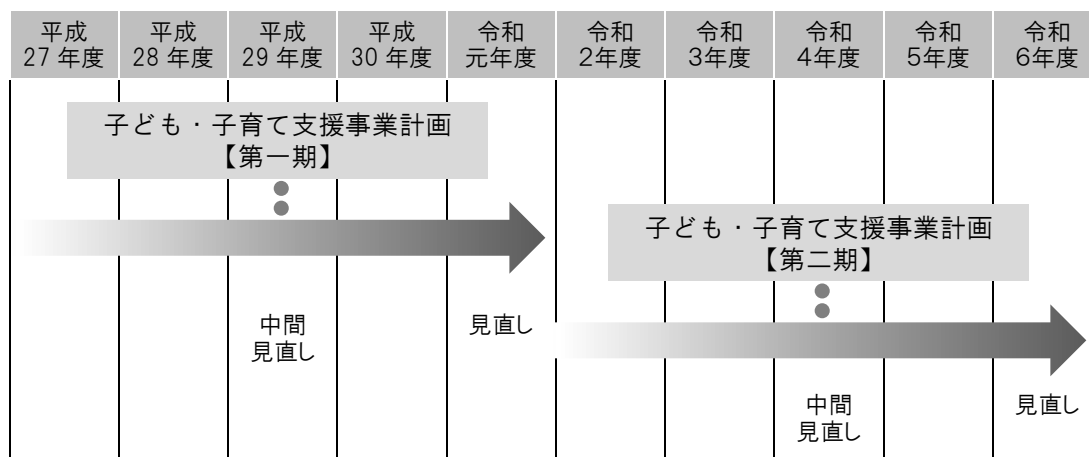 平成
27 年度
平成
28 年度
平成
29 年度
平成
30 年度
令和
元年度
令和
2年度
令和
3年度
令和
4年度
令和
5年度
令和
6年度
子ども・子育て支援事業計画
【第一期】
子ども・子育て支援事業計画
【第二期】
中間
見直し
見直し
中間
見直し
見直し